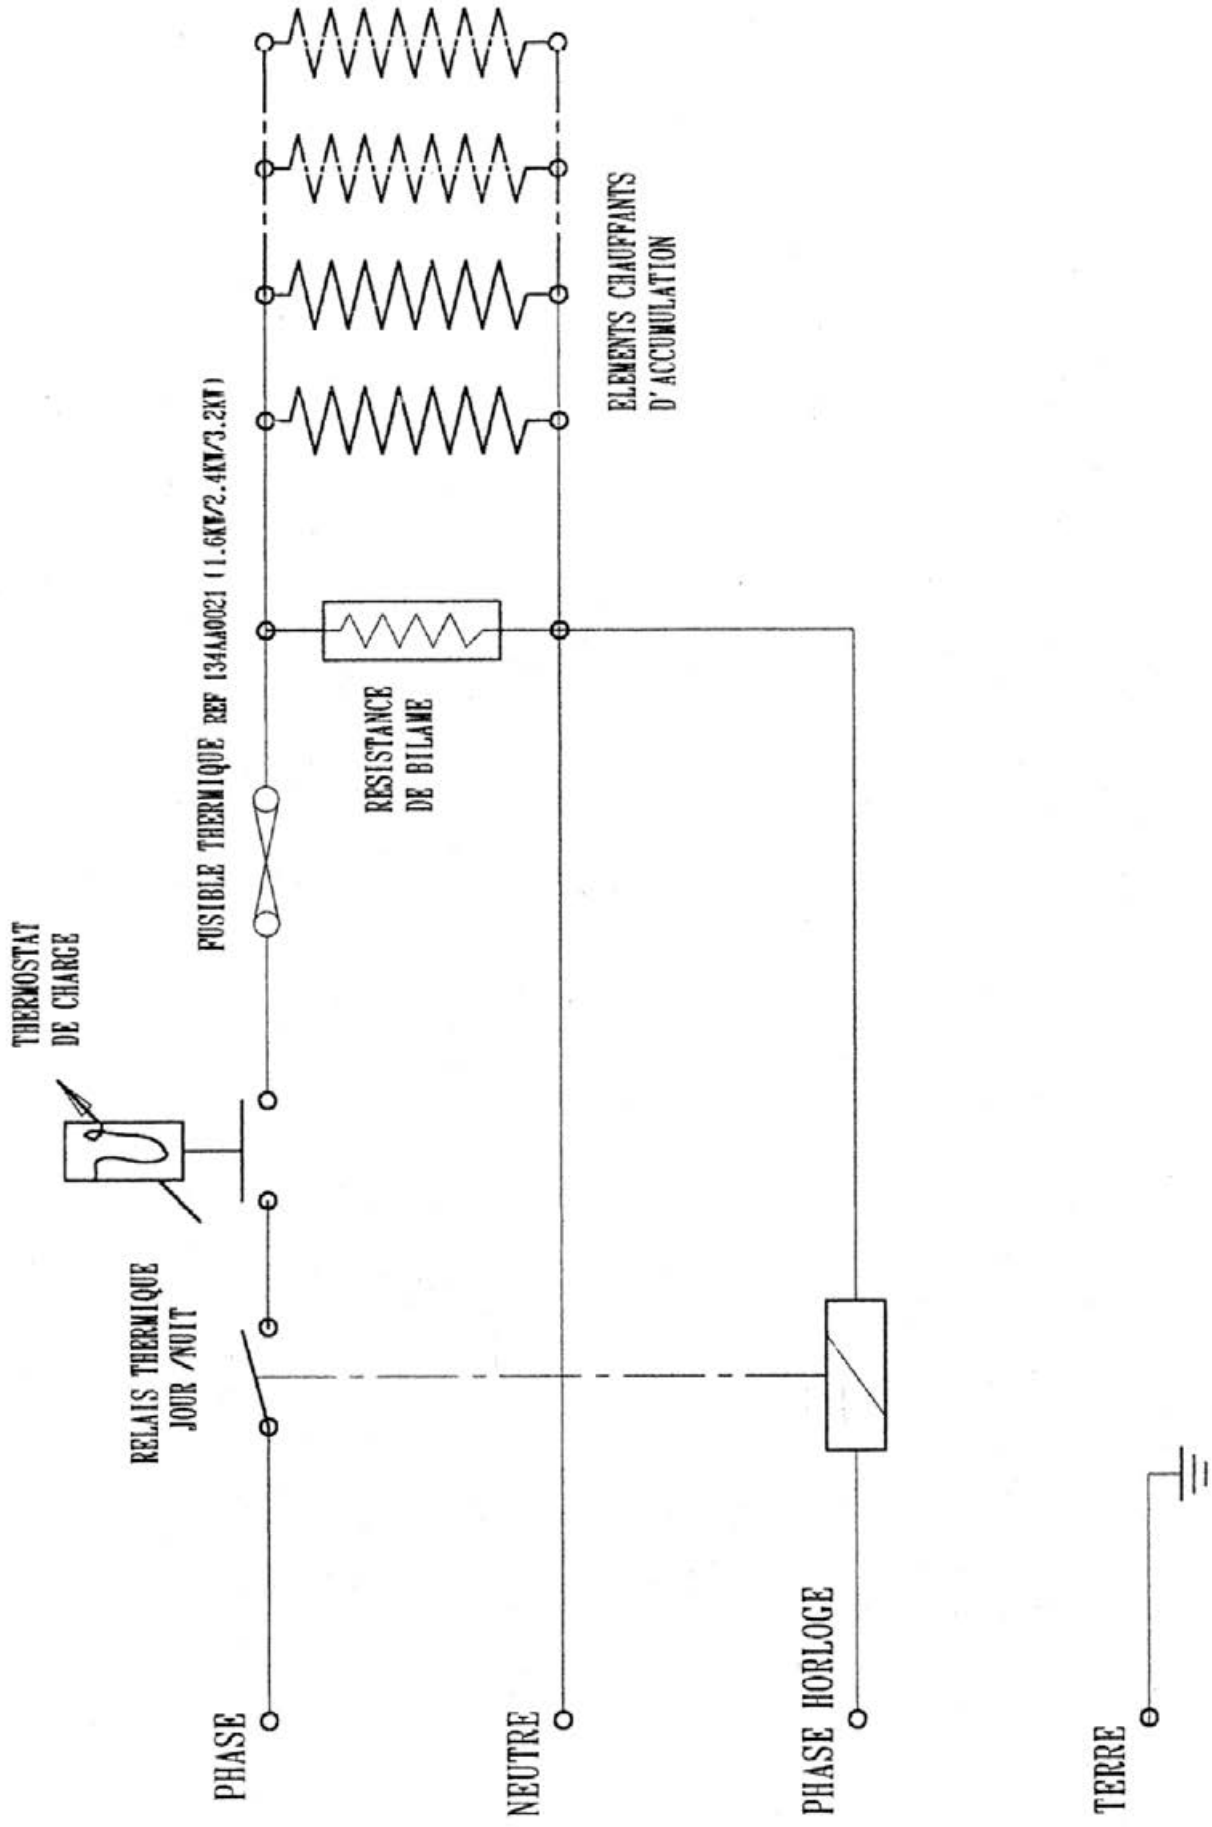 THERMOSTAT
DE CHARGE
RELAIS THERMIQUE
JOUR /NUIT
FUSIBLE THERMIQUE REF 134AA0021 (1.6KW/2.4KW/3.2KW)
RESISTANCE
DE BILAME
ELEMENTS CHAUFFANTS
D'ACCUMULATION
PHASE
NEUTRE
PHASE HORLOGE
TERRE